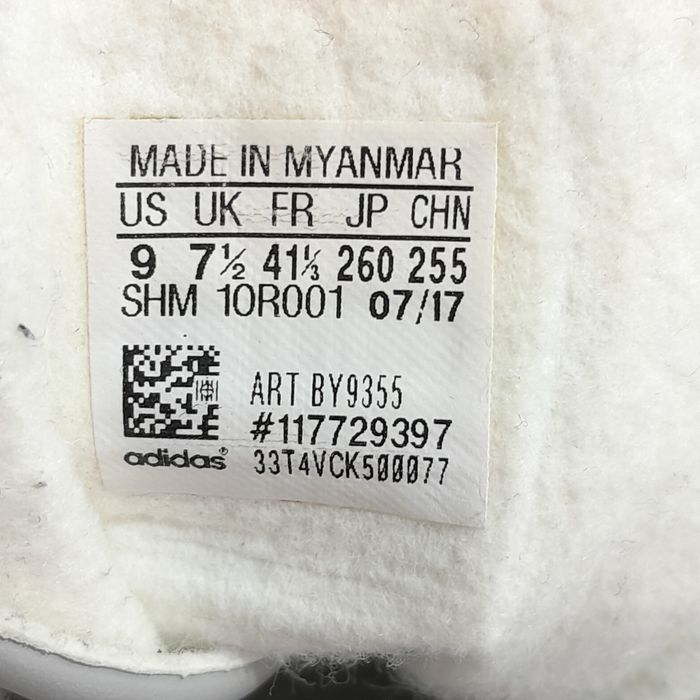 MADE IN MYANMAR
US UK FR JP CHN
9 7½ 41⅓ 260 255
SHM 10R001 07/17
ART BY9355
#117729397
adidas® 33T4VCK500077